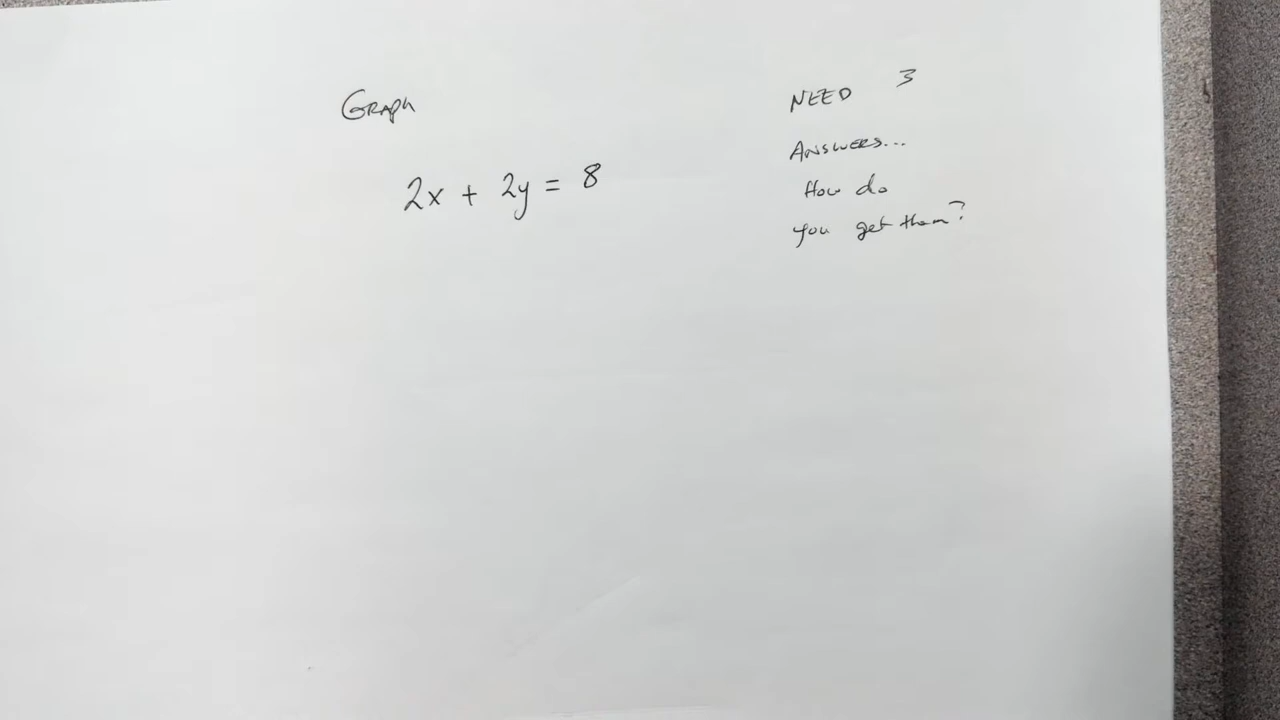 GRAPH
2x + 2y = 8
NEED 3
ANSWERS...
How do
you get them?